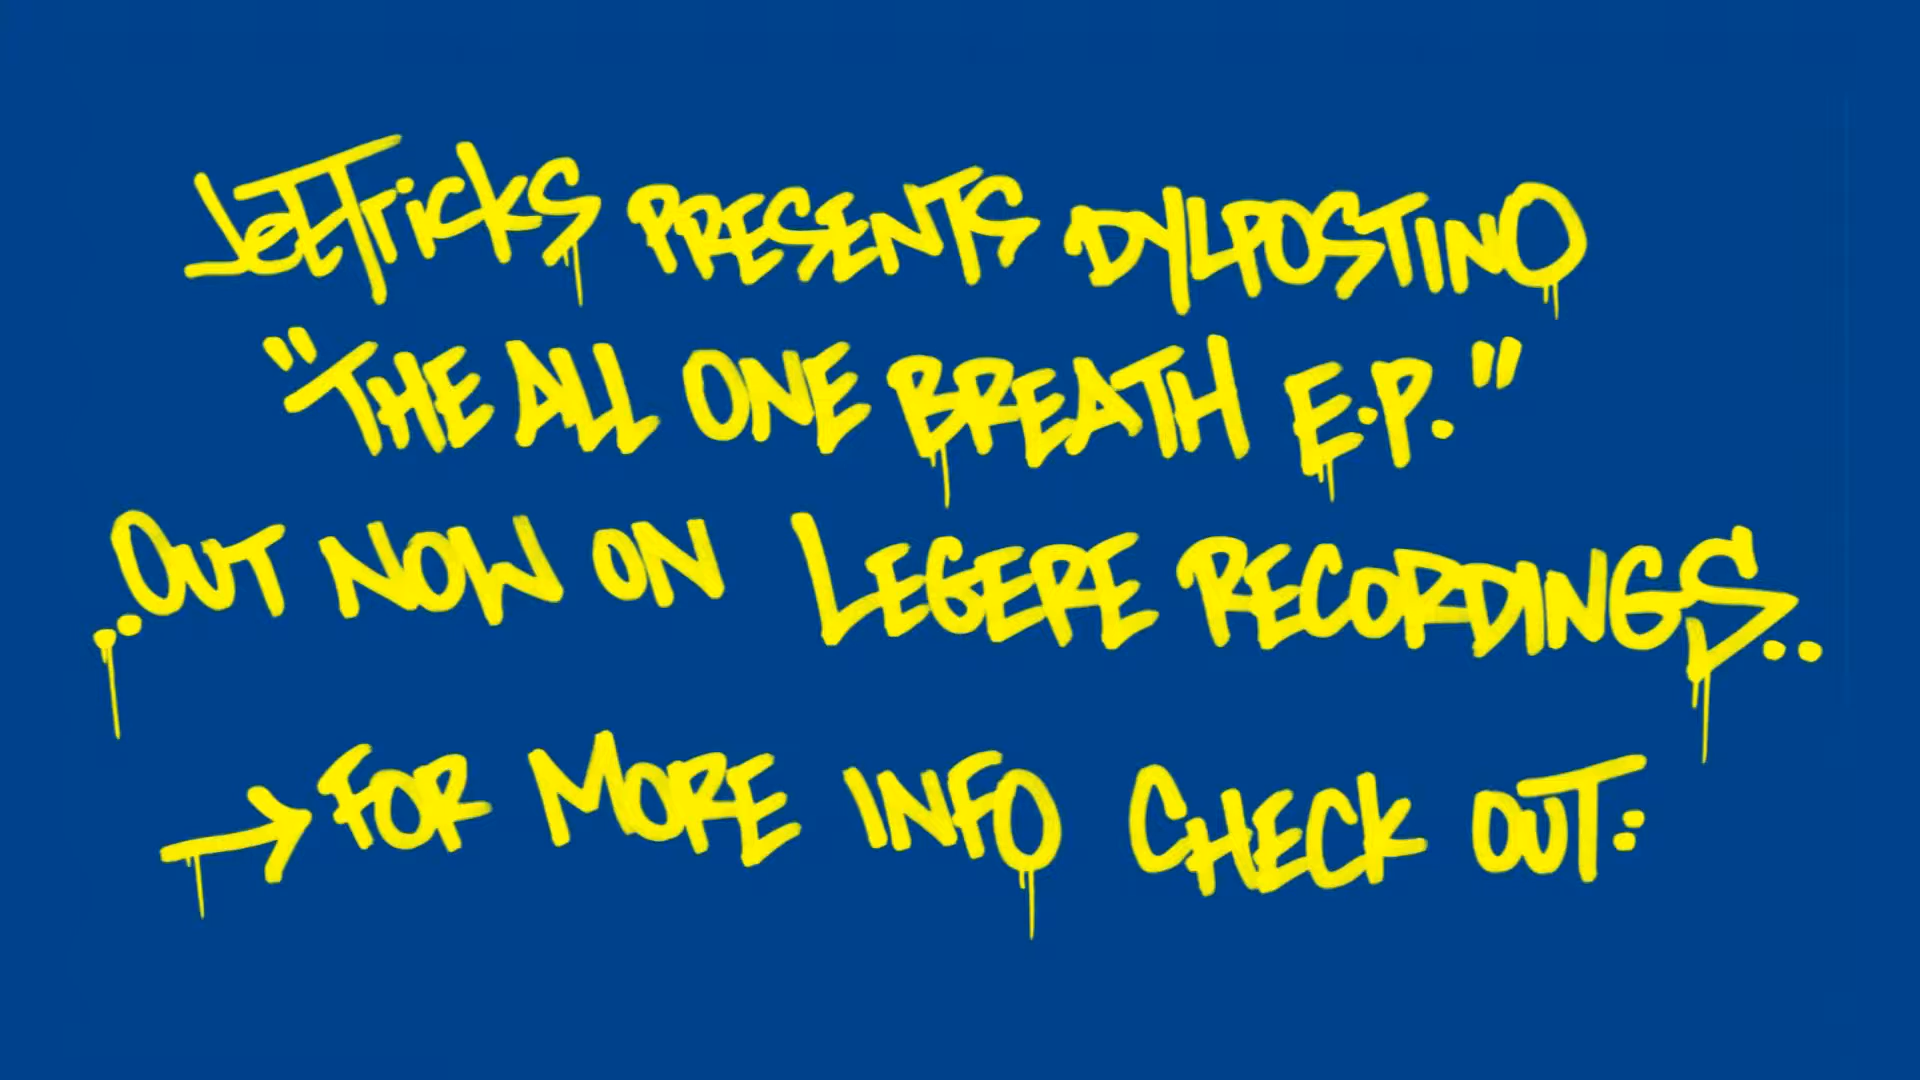 JetTricks PRESENTS DYLPOSTINO
"THE ALL ONE BREATH E.P."
..OUT NOW ON LEGERE RECORDINGS..
→ FOR MORE INFO CHECK OUT: